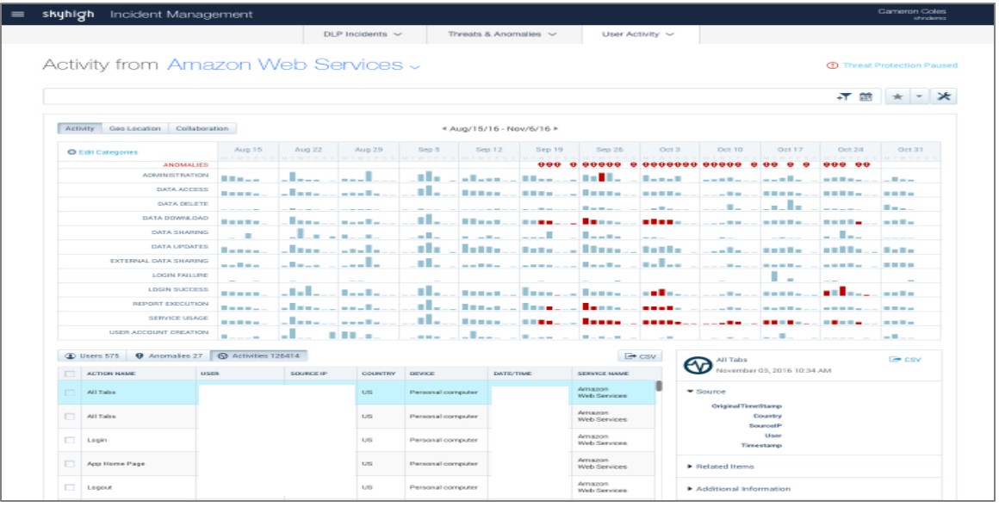 skyhigh Incident Management
Cameron Coles
shndemo
DLP Incidents
Threats & Anomalies
User Activity
Activity from Amazon Web Services
Threat Protection Paused
Activity Geo Location Collaboration
Aug/15/16 - Nov/6/16
Edit Categories
Aug 15 Aug 22 Aug 29 Sep 5 Sep 12 Sep 19 Sep 26 Oct 3 Oct 10 Oct 17 Oct 24 Oct 31
ANOMALIES
ADMINISTRATION
DATA ACCESS
DATA DELETE
DATA DOWNLOAD
DATA SHARING
DATA UPDATES
EXTERNAL DATA SHARING
LOGIN FAILURE
LOGIN SUCCESS
REPORT EXECUTION
SERVICE USAGE
USER ACCOUNT CREATION
Users 575 Anomalies 27 Activities 126414 CSV
ACTION NAME USER SOURCE IP COUNTRY DEVICE DATE/TIME SERVICE NAME
All Tabs US Personal computer Amazon Web Services
All Tabs US Personal computer Amazon Web Services
Login US Personal computer Amazon Web Services
App Home Page US Personal computer Amazon Web Services
Logout US Personal computer Amazon Web Services
All Tabs CSV
November 03, 2016 10:34 AM
Source
OriginalTimeStamp
Country
SourceIP
User
Timestamp
Related Items
Additional Information